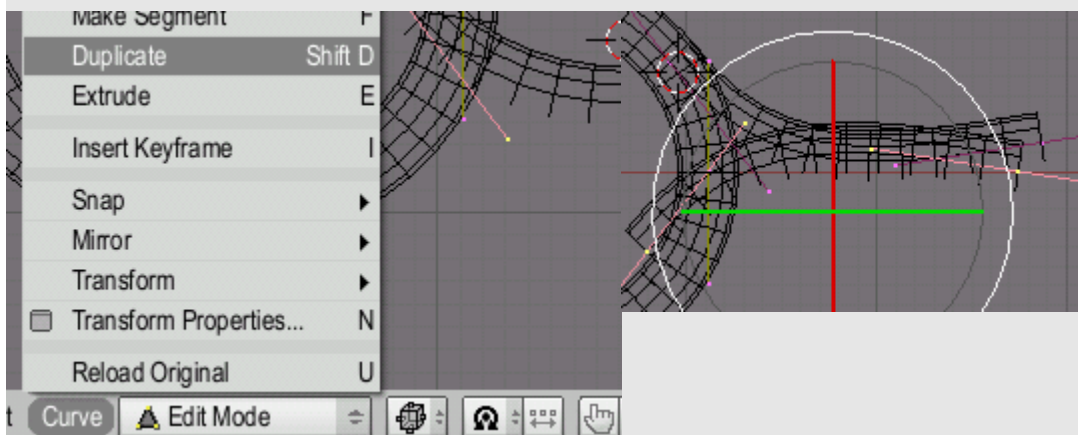 Make Segment F
Duplicate Shift D
Extrude E
Insert Keyframe I
Snap
Mirror
Transform
Transform Properties... N
Reload Original U
t Curve Edit Mode